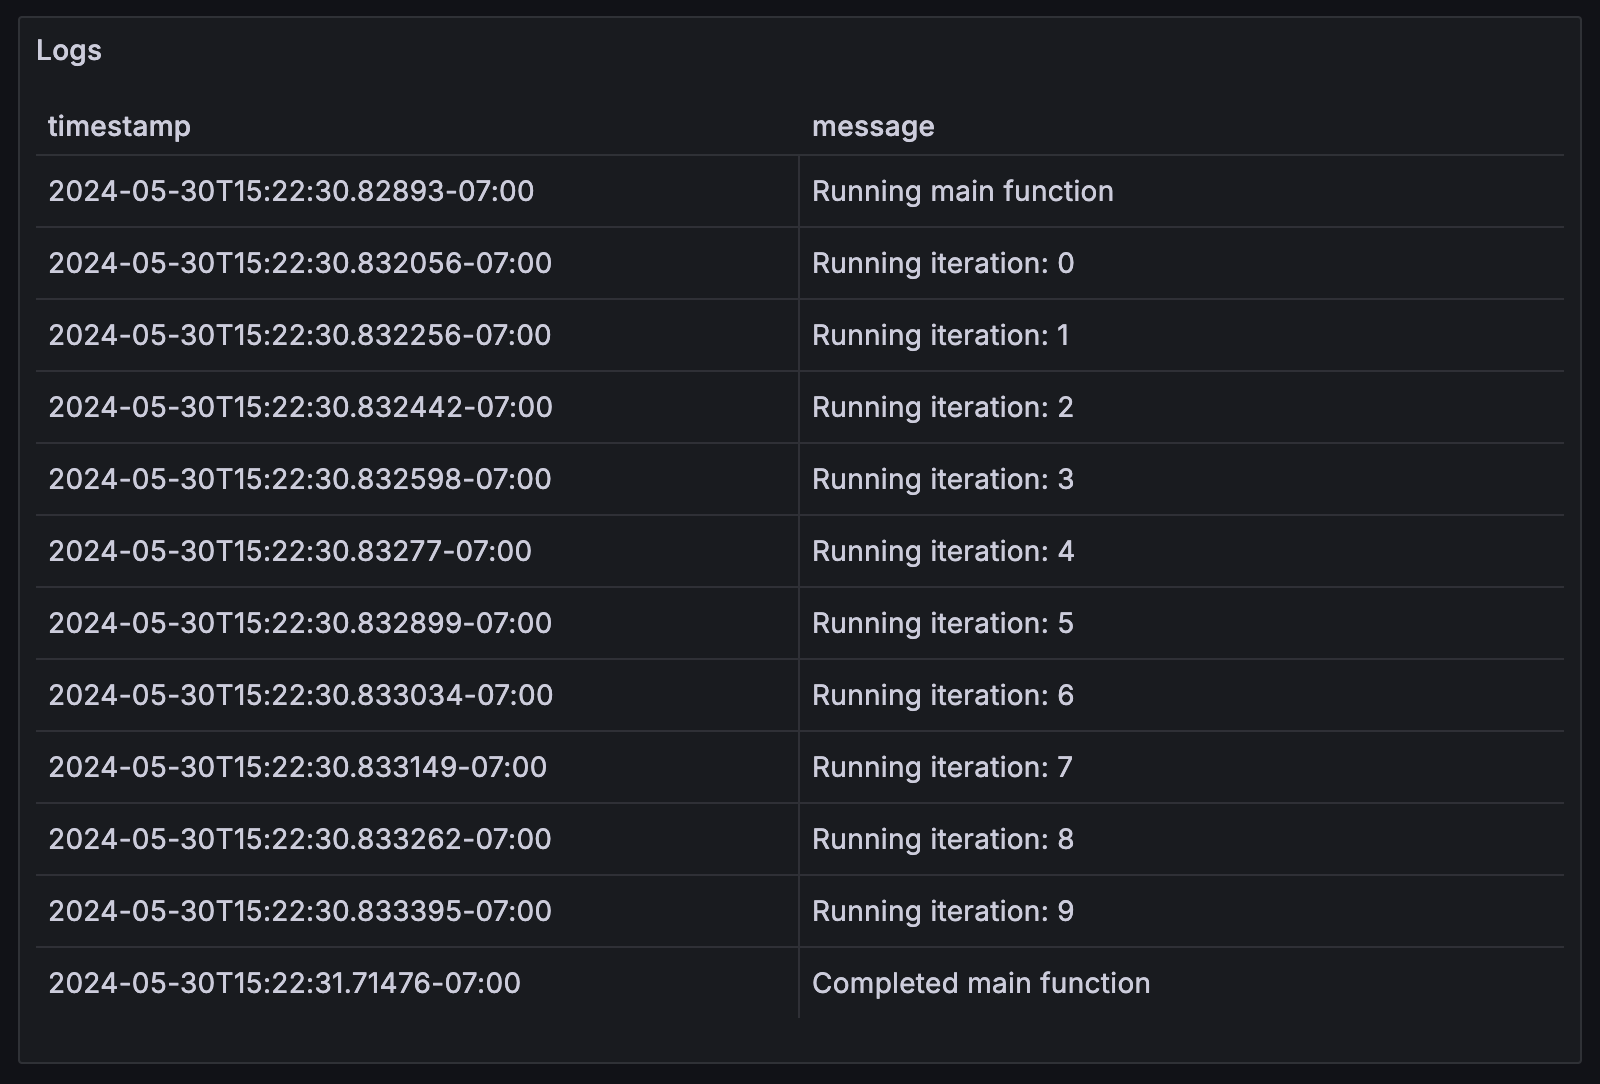 Logs
timestamp message
2024-05-30T15:22:30.82893-07:00 Running main function
2024-05-30T15:22:30.832056-07:00 Running iteration: 0
2024-05-30T15:22:30.832256-07:00 Running iteration: 1
2024-05-30T15:22:30.832442-07:00 Running iteration: 2
2024-05-30T15:22:30.832598-07:00 Running iteration: 3
2024-05-30T15:22:30.83277-07:00 Running iteration: 4
2024-05-30T15:22:30.832899-07:00 Running iteration: 5
2024-05-30T15:22:30.833034-07:00 Running iteration: 6
2024-05-30T15:22:30.833149-07:00 Running iteration: 7
2024-05-30T15:22:30.833262-07:00 Running iteration: 8
2024-05-30T15:22:30.833395-07:00 Running iteration: 9
2024-05-30T15:22:31.71476-07:00 Completed main function